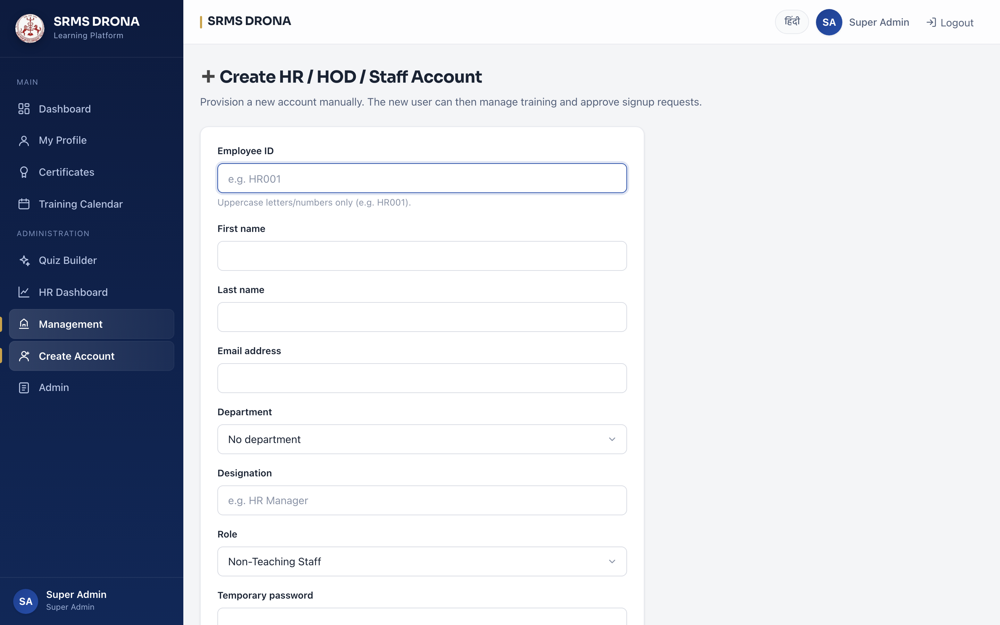 SRMS DRONA
Learning Platform
MAIN
Dashboard
My Profile
Certificates
Training Calendar
ADMINISTRATION
Quiz Builder
HR Dashboard
Management
Create Account
Admin
SA
Super Admin
Super Admin
SRMS DRONA
हिंदी
SA
Super Admin
Logout
+ Create HR / HOD / Staff Account
Provision a new account manually. The new user can then manage training and approve signup requests.
Employee ID
e.g. HR001
Uppercase letters/numbers only (e.g. HR001).
First name
Last name
Email address
Department
No department
Designation
e.g. HR Manager
Role
Non-Teaching Staff
Temporary password